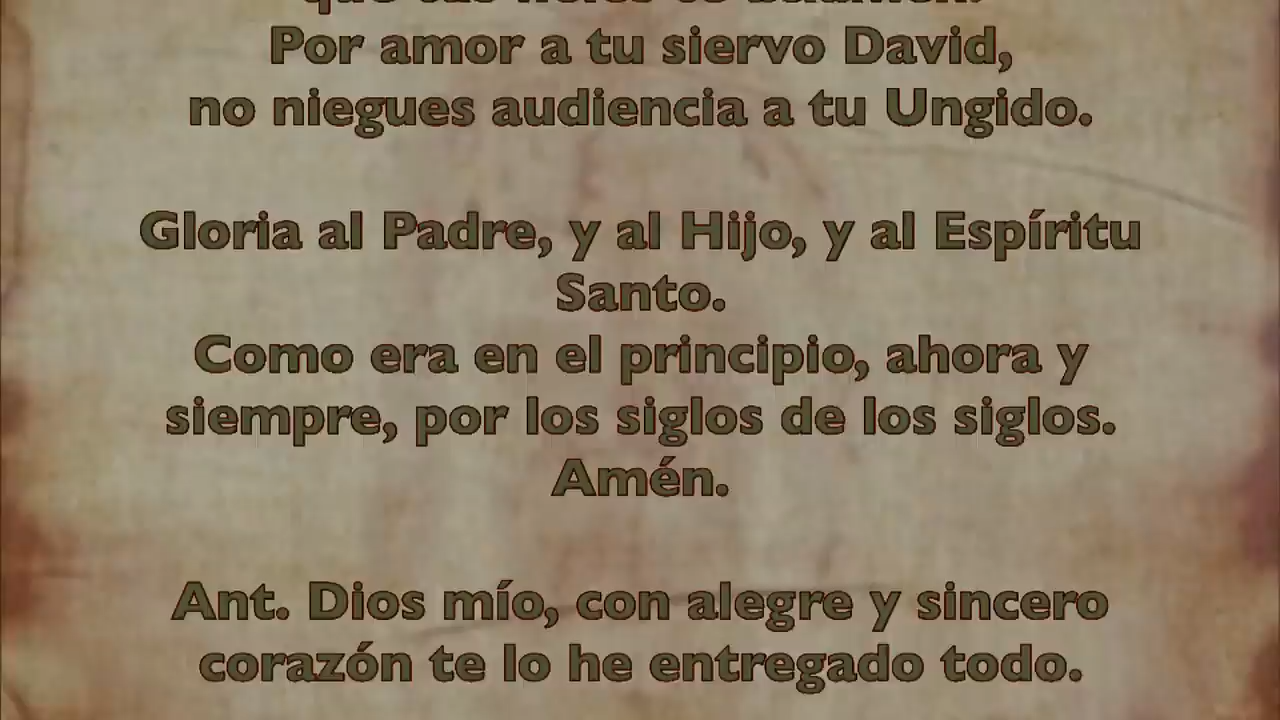 Por amor a tu siervo David,
no niegues audiencia a tu Ungido.
Gloria al Padre, y al Hijo, y al Espíritu
Santo.
Como era en el principio, ahora y
siempre, por los siglos de los siglos.
Amén.
Ant. Dios mío, con alegre y sincero
corazón te lo he entregado todo.